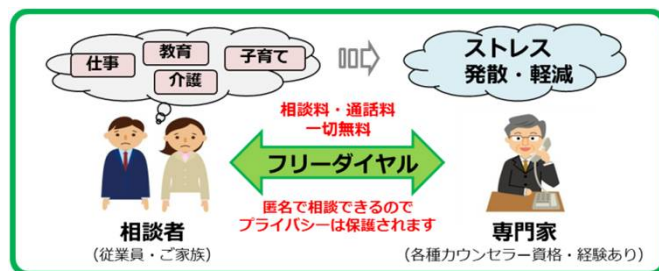 仕事
教育
子育て
介護
ストレス
発散・軽減
相談料・通話料
一切無料
フリーダイヤル
匿名で相談できるので
プライバシーは保護されます
相談者
（従業員・ご家族）
専門家
（各種カウンセラー資格・経験あり）